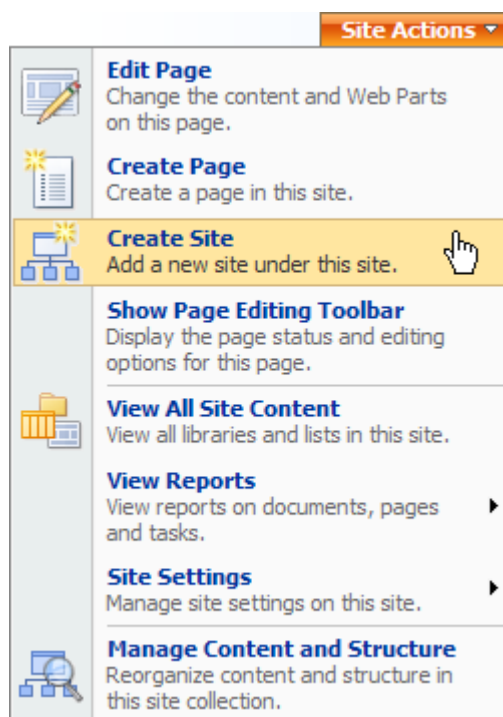 Site Actions
Edit Page
Change the content and Web Parts
on this page.
Create Page
Create a page in this site.
Create Site
Add a new site under this site.
Show Page Editing Toolbar
Display the page status and editing
options for this page.
View All Site Content
View all libraries and lists in this site.
View Reports
View reports on documents, pages
and tasks.
Site Settings
Manage site settings on this site.
Manage Content and Structure
Reorganize content and structure in
this site collection.